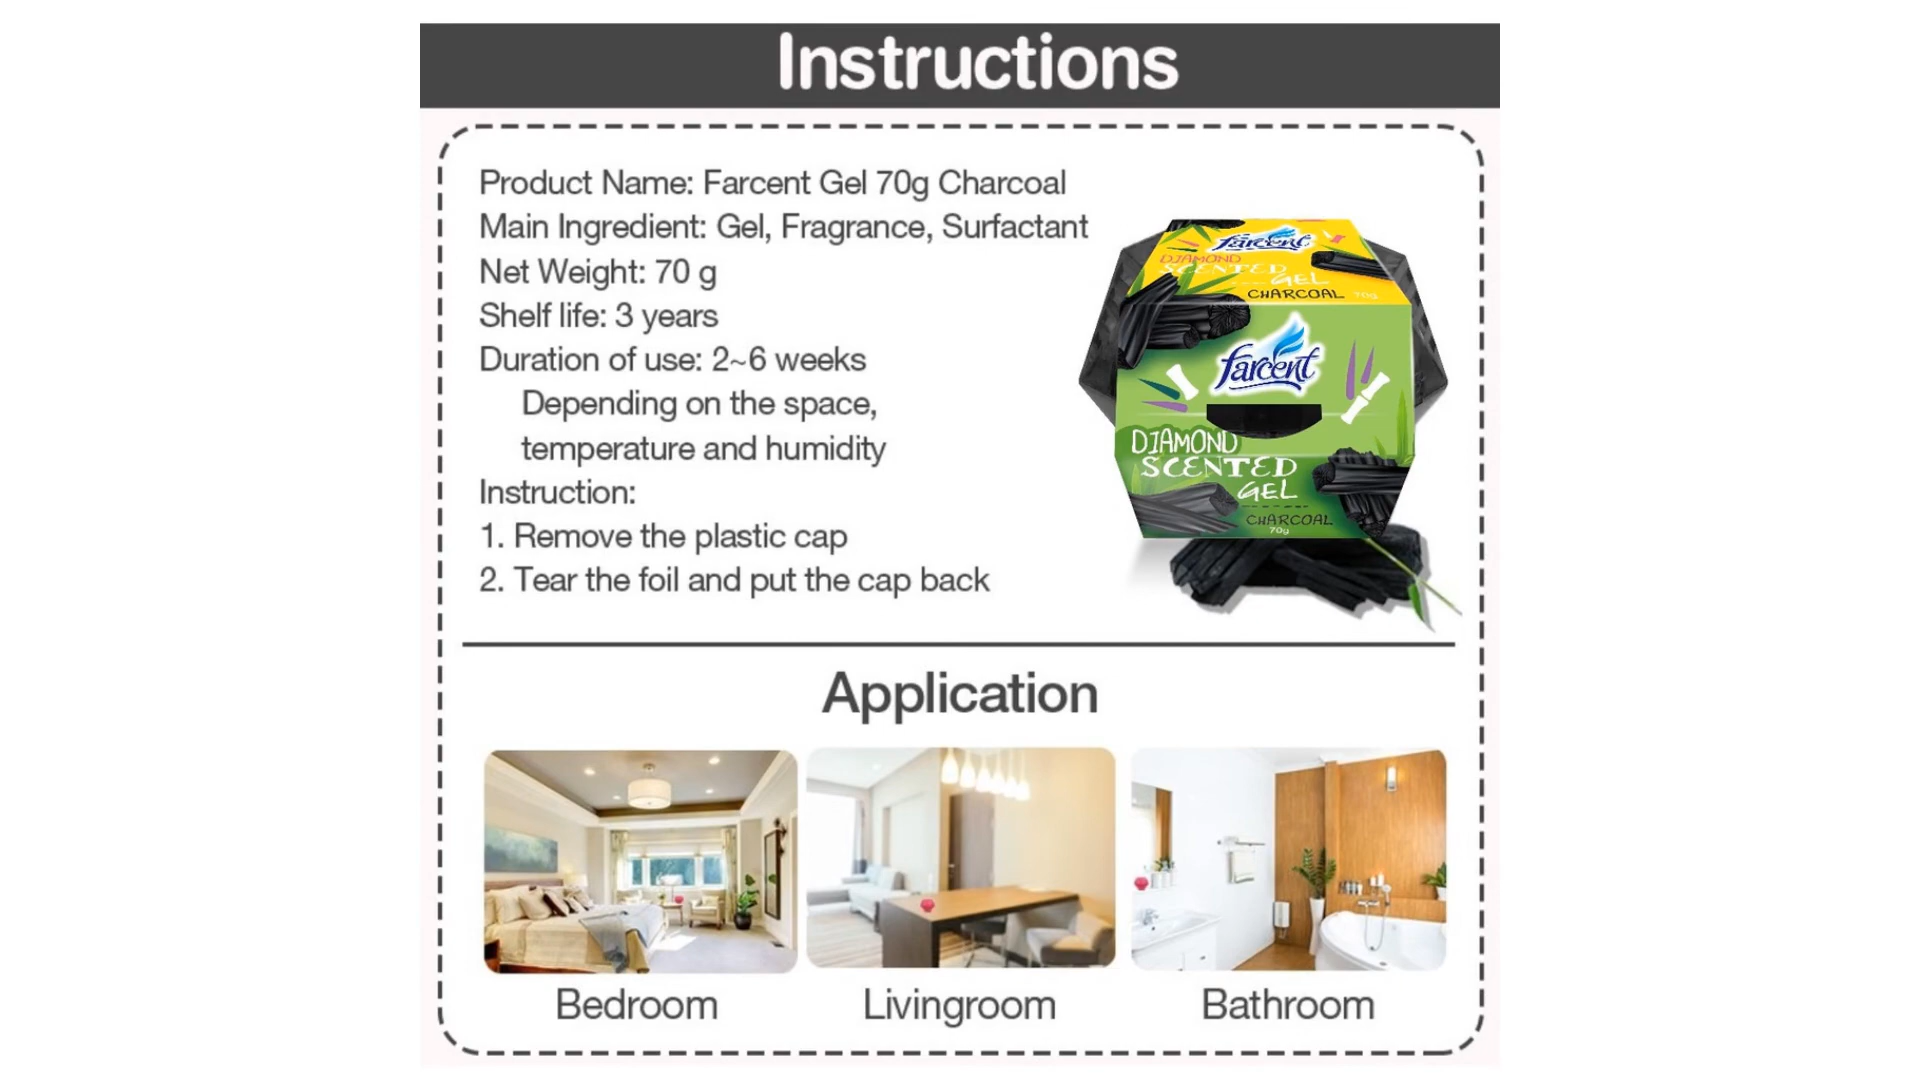 Instructions
Product Name: Farcent Gel 70g Charcoal
Main Ingredient: Gel, Fragrance, Surfactant
Net Weight: 70 g
Shelf life: 3 years
Duration of use: 2~6 weeks
Depending on the space,
temperature and humidity
Instruction:
1. Remove the plastic cap
2. Tear the foil and put the cap back
farcent
DIAMOND
SCENTED
GEL
CHARCOAL 70g
farcent
DIAMOND
SCENTED
GEL
CHARCOAL
70g
Application
Bedroom
Livingroom
Bathroom